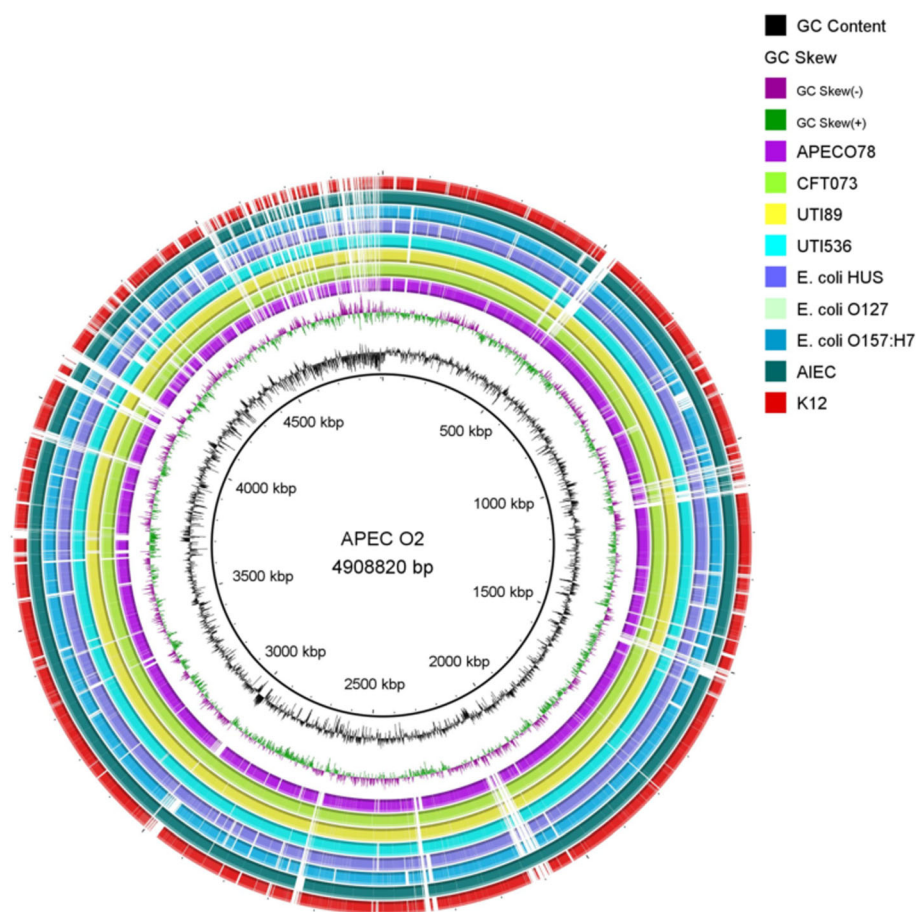 GC Content
GC Skew
GC Skew(-)
GC Skew(+)
APECO78
CFT073
UTI89
UTI536
E. coli HUS
E. coli O127
E. coli O157:H7
AIEC
K12
500 kbp
1000 kbp
1500 kbp
2000 kbp
2500 kbp
3000 kbp
3500 kbp
4000 kbp
4500 kbp
APEC O2
4908820 bp